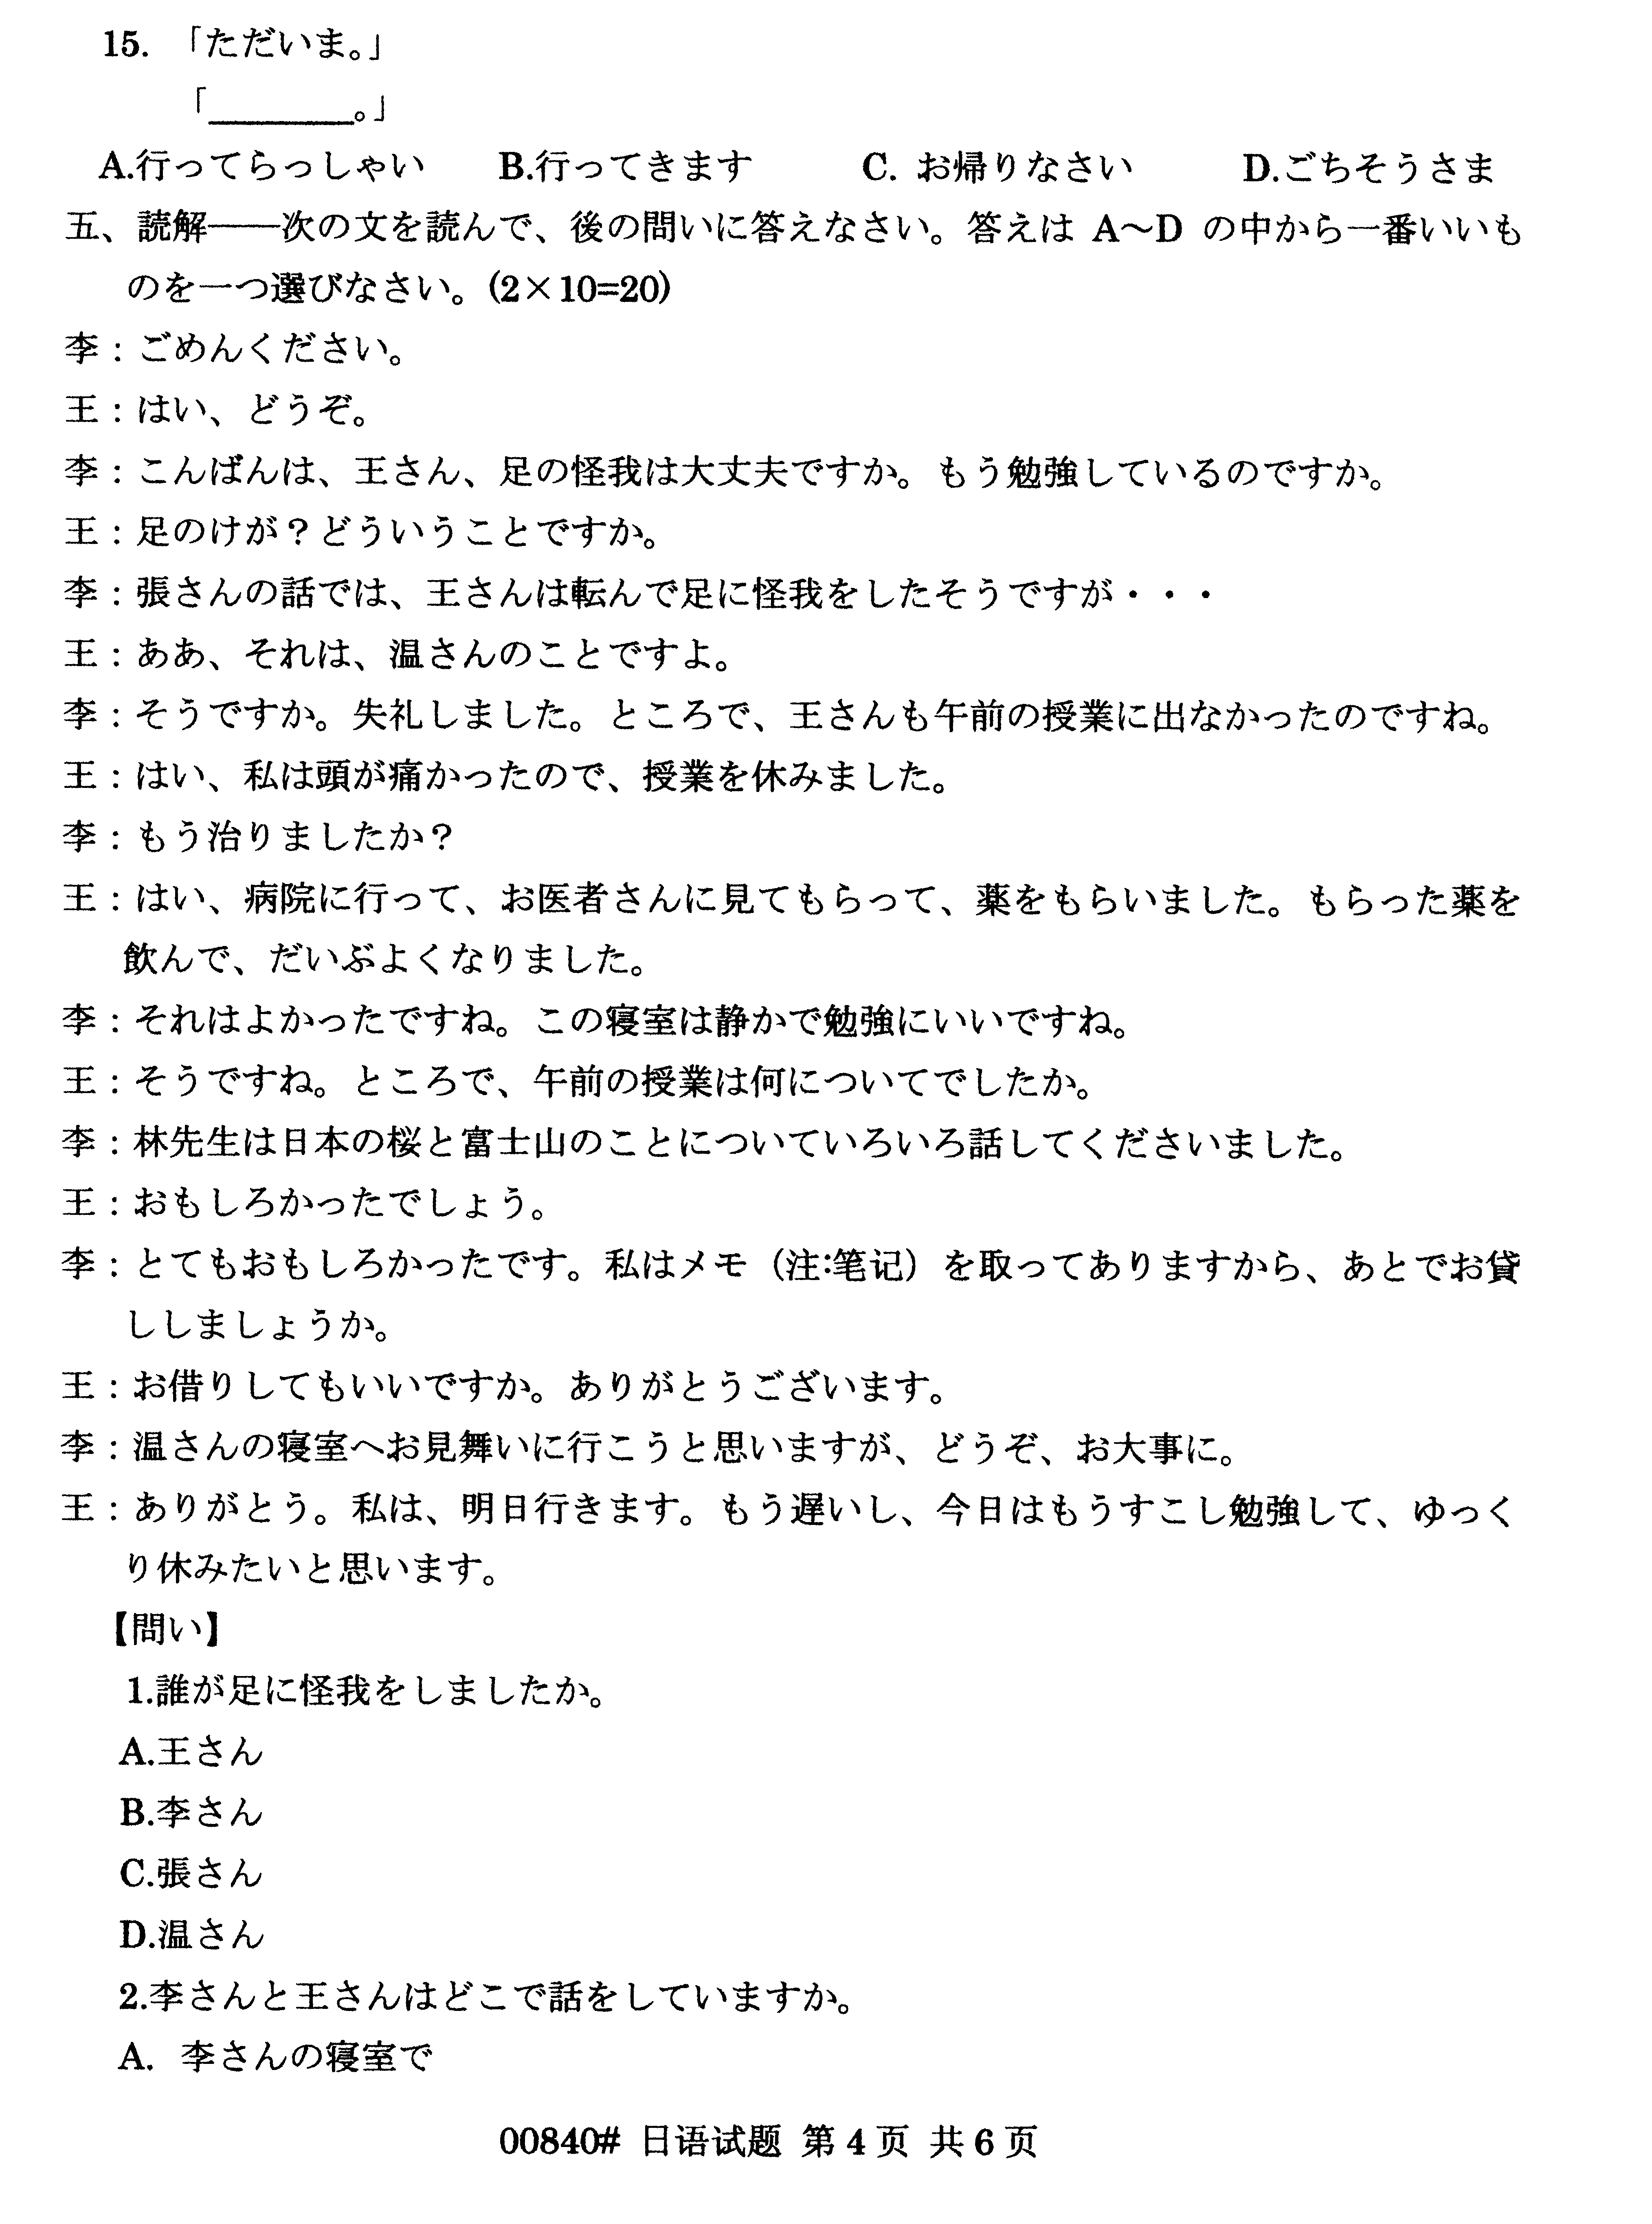 15. 「ただいま。」
「________。」
A.行ってらっしゃい B.行ってきます C. お帰りなさい D.ごちそうさま
五、読解——次の文を読んで、後の問いに答えなさい。答えは A～D の中から一番いいも
のを一つ選びなさい。(2×10=20)
李：ごめんください。
王：はい、どうぞ。
李：こんばんは、王さん、足の怪我は大丈夫ですか。もう勉強しているのですか。
王：足のけが？どういうことですか。
李：張さんの話では、王さんは転んで足に怪我をしたそうですが・・・
王：ああ、それは、温さんのことですよ。
李：そうですか。失礼しました。ところで、王さんも午前の授業に出なかったのですね。
王：はい、私は頭が痛かったので、授業を休みました。
李：もう治りましたか？
王：はい、病院に行って、お医者さんに見てもらって、薬をもらいました。もらった薬を
飲んで、だいぶよくなりました。
李：それはよかったですね。この寝室は静かで勉強にいいですね。
王：そうですね。ところで、午前の授業は何についてでしたか。
李：林先生は日本の桜と富士山のことについていろいろ話してくださいました。
王：おもしろかったでしょう。
李：とてもおもしろかったです。私はメモ（注:笔记）を取ってありますから、あとでお貸
ししましょうか。
王：お借りしてもいいですか。ありがとうございます。
李：温さんの寝室へお見舞いに行こうと思いますが、どうぞ、お大事に。
王：ありがとう。私は、明日行きます。もう遅いし、今日はもうすこし勉強して、ゆっく
り休みたいと思います。
【問い】
1.誰が足に怪我をしましたか。
A.王さん
B.李さん
C.張さん
D.温さん
2.李さんと王さんはどこで話をしていますか。
A. 李さんの寝室で
00840# 日语试题 第 4 页 共 6 页